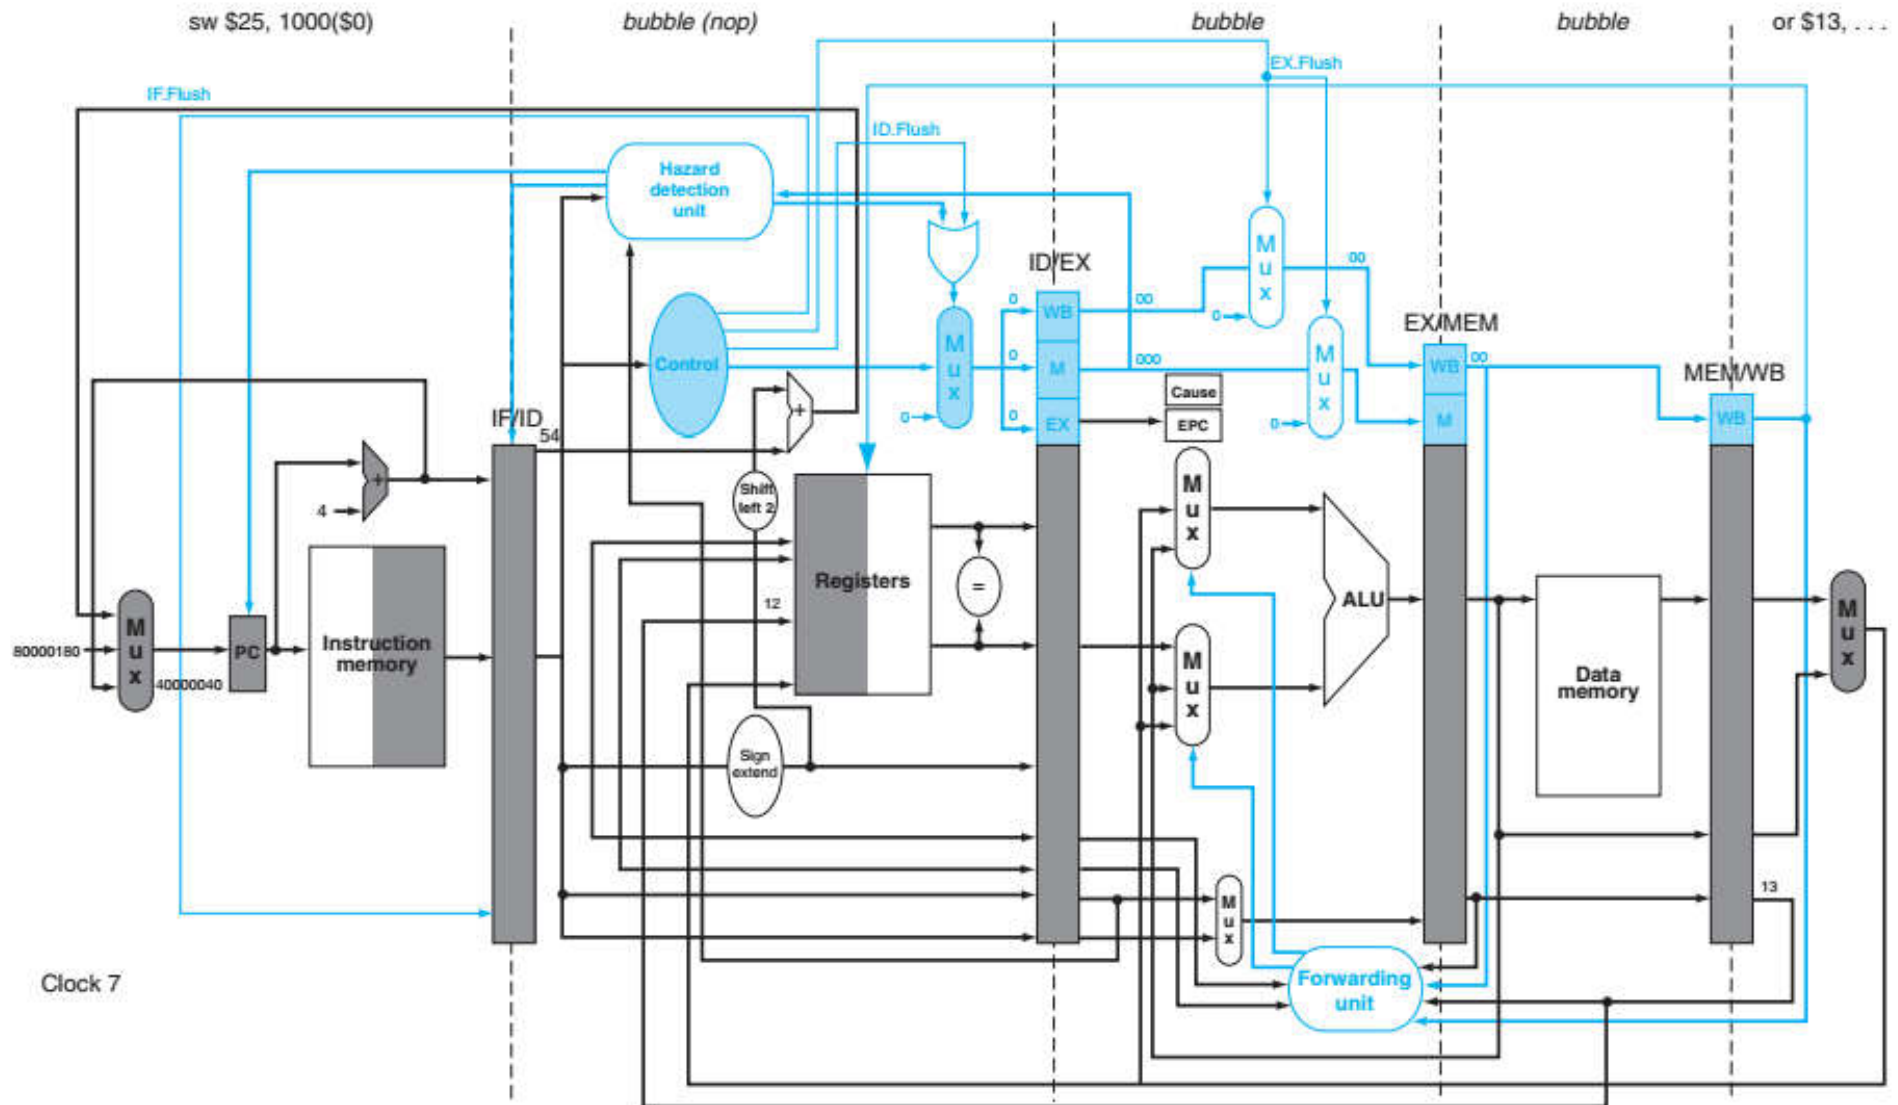 sw $25, 1000($0)
bubble (nop)
bubble
bubble
or $13, . . .
EX.Flush
IF.Flush
ID.Flush
Hazard
detection
unit
M
u
x
ID/EX
0
WB
00
00
0
EX/MEM
Control
M
u
x
0
M
000
M
u
x
WB
00
MEM/WB
Cause
0
0
EX
EPC
0
M
WB
IF/ID
54
+
+
4
Shift
left 2
M
u
x
Registers
=
12
ALU
M
u
x
80000180
M
u
x
40000040
PC
Instruction
memory
M
u
x
Data
memory
Sign
extend
M
u
x
13
Forwarding
unit
Clock 7